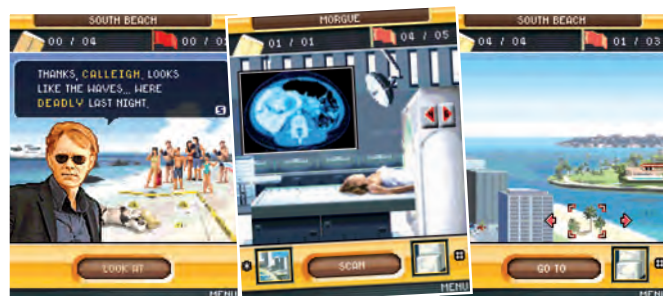 SOUTH BEACH
00 / 04
00 / 0
THANKS, CALLEIGH. LOOKS
LIKE THE WAVES... WERE
DEADLY LAST NIGHT.
5
LOOK AT
MENU
MORGUE
01 / 01
04 / 05
SCAN
MENU
SOUTH BEACH
04 / 04
01 / 03
GO TO
MENU